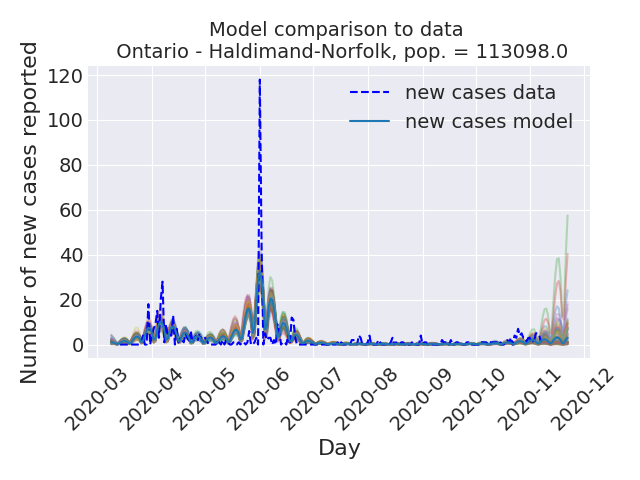 Model comparison to data
Ontario - Haldimand-Norfolk, pop. = 113098.0
Number of new cases reported
120
100
80
60
40
20
0
new cases data
new cases model
2020-03
2020-04
2020-05
2020-06
2020-07
2020-08
2020-09
2020-10
2020-11
2020-12
Day